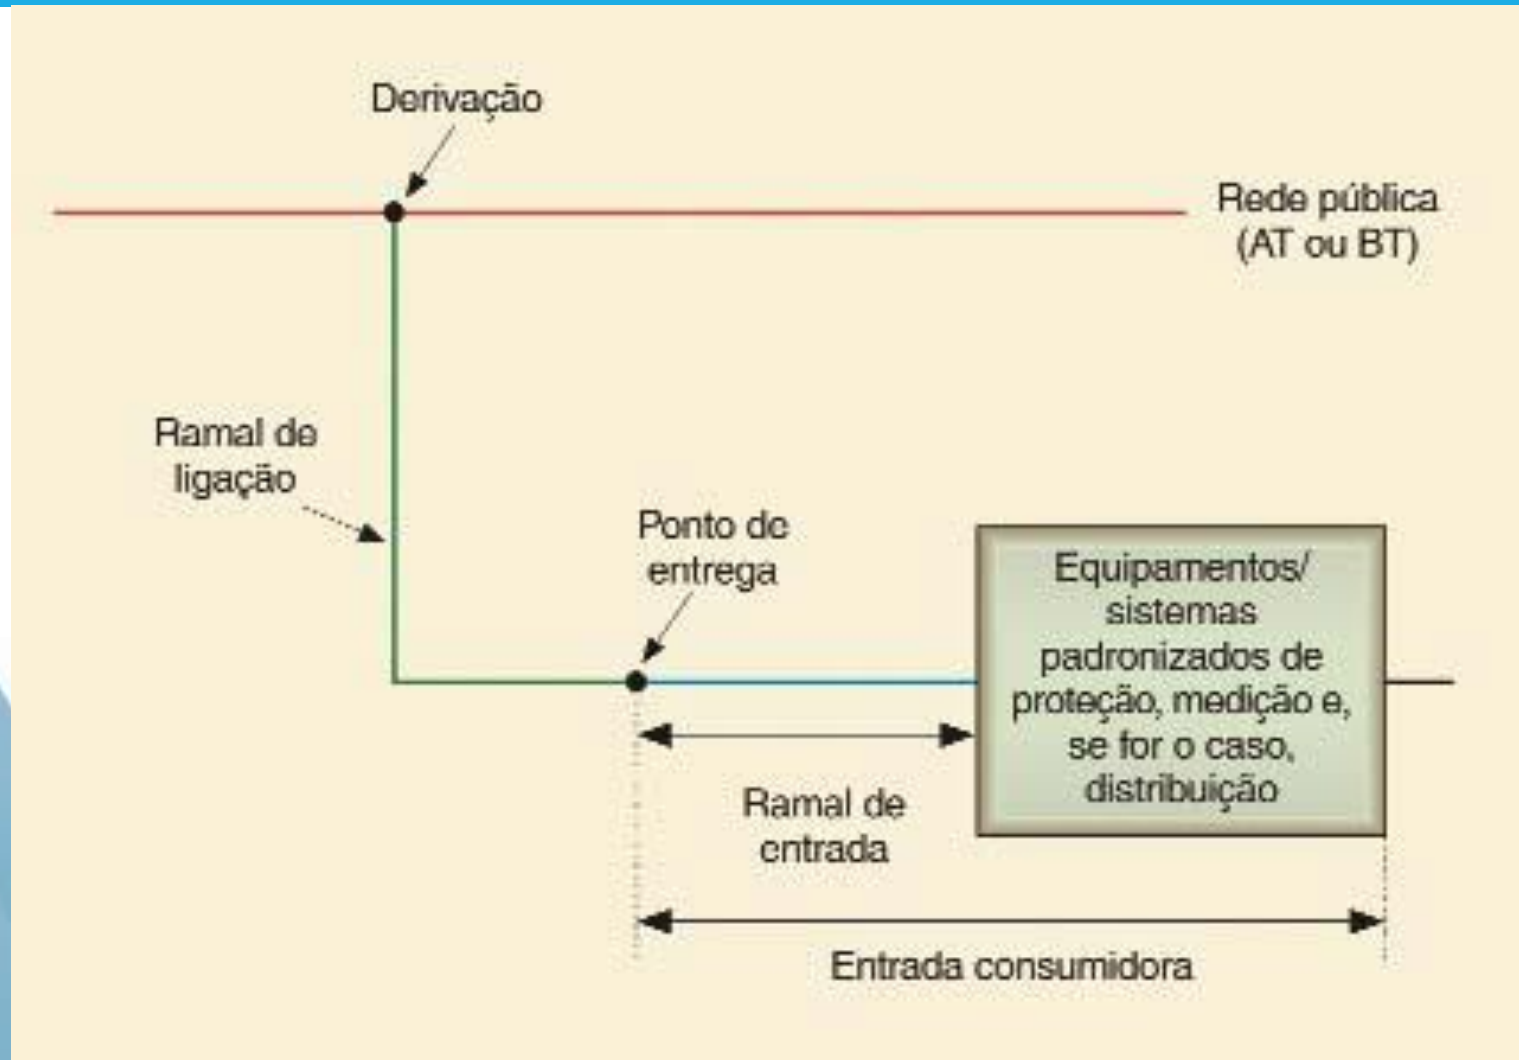 Derivação
Rede pública
(AT ou BT)
Ramal de
ligação
Ponto de
entrega
Equipamentos/
sistemas
padronizados de
proteção, medição e,
se for o caso,
distribuição
Ramal de
entrada
Entrada consumidora